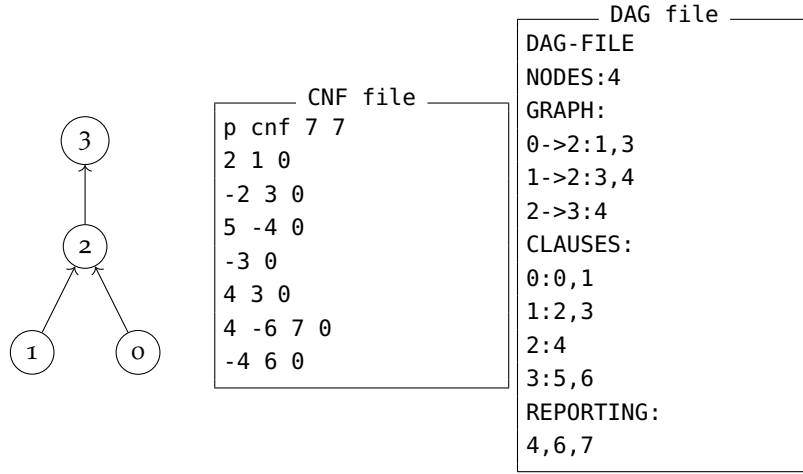 3
2
1 0
CNF file
p cnf 7 7
2 1 0
-2 3 0
5 -4 0
-3 0
4 3 0
4 -6 7 0
-4 6 0
DAG file
DAG-FILE
NODES:4
GRAPH:
0->2:1,3
1->2:3,4
2->3:4
CLAUSES:
0:0,1
1:2,3
2:4
3:5,6
REPORTING:
4,6,7